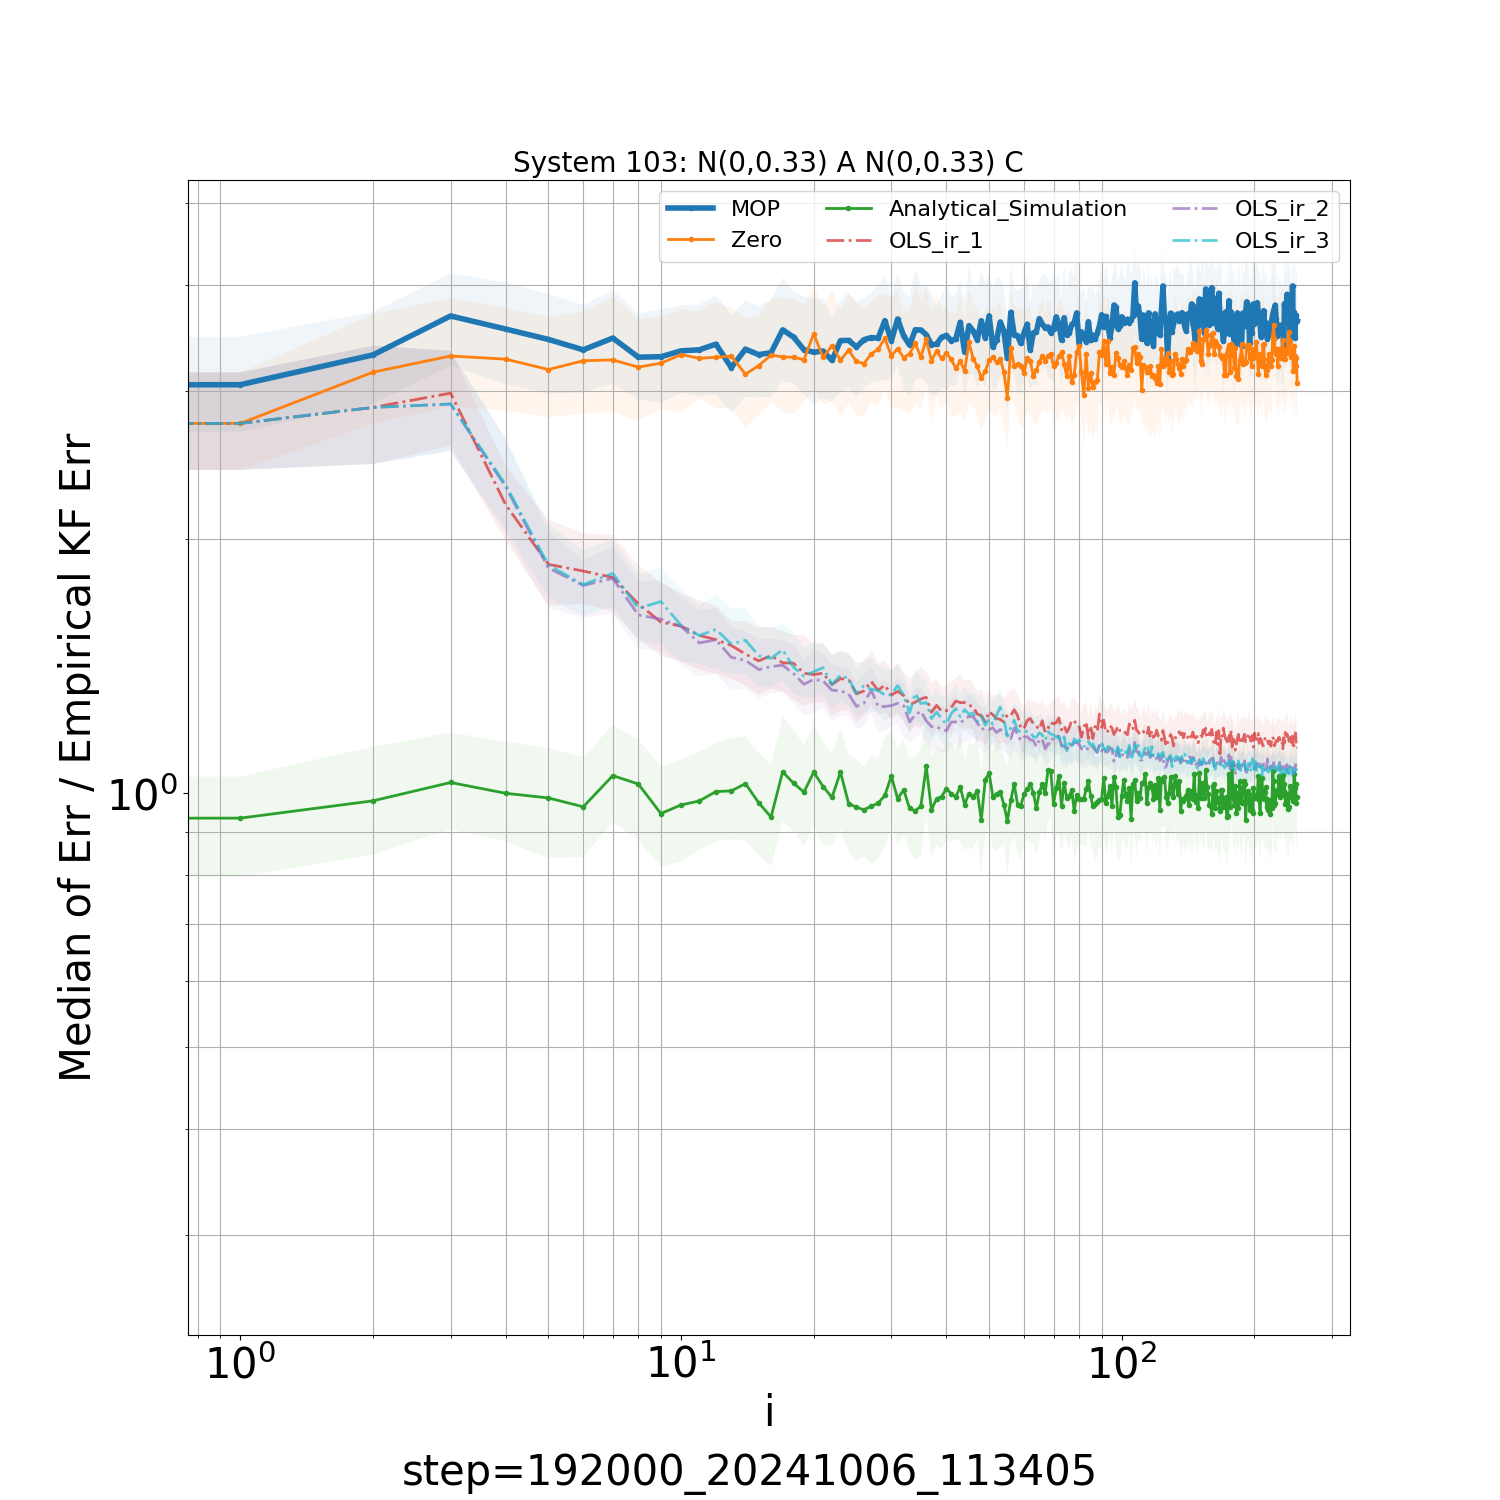 System 103: N(0,0.33) A N(0,0.33) C
MOP
Zero
Analytical_Simulation
OLS_ir_1
OLS_ir_2
OLS_ir_3
Median of Err / Empirical KF Err
10⁰
10⁰ 10¹ 10²
i
step=192000_20241006_113405